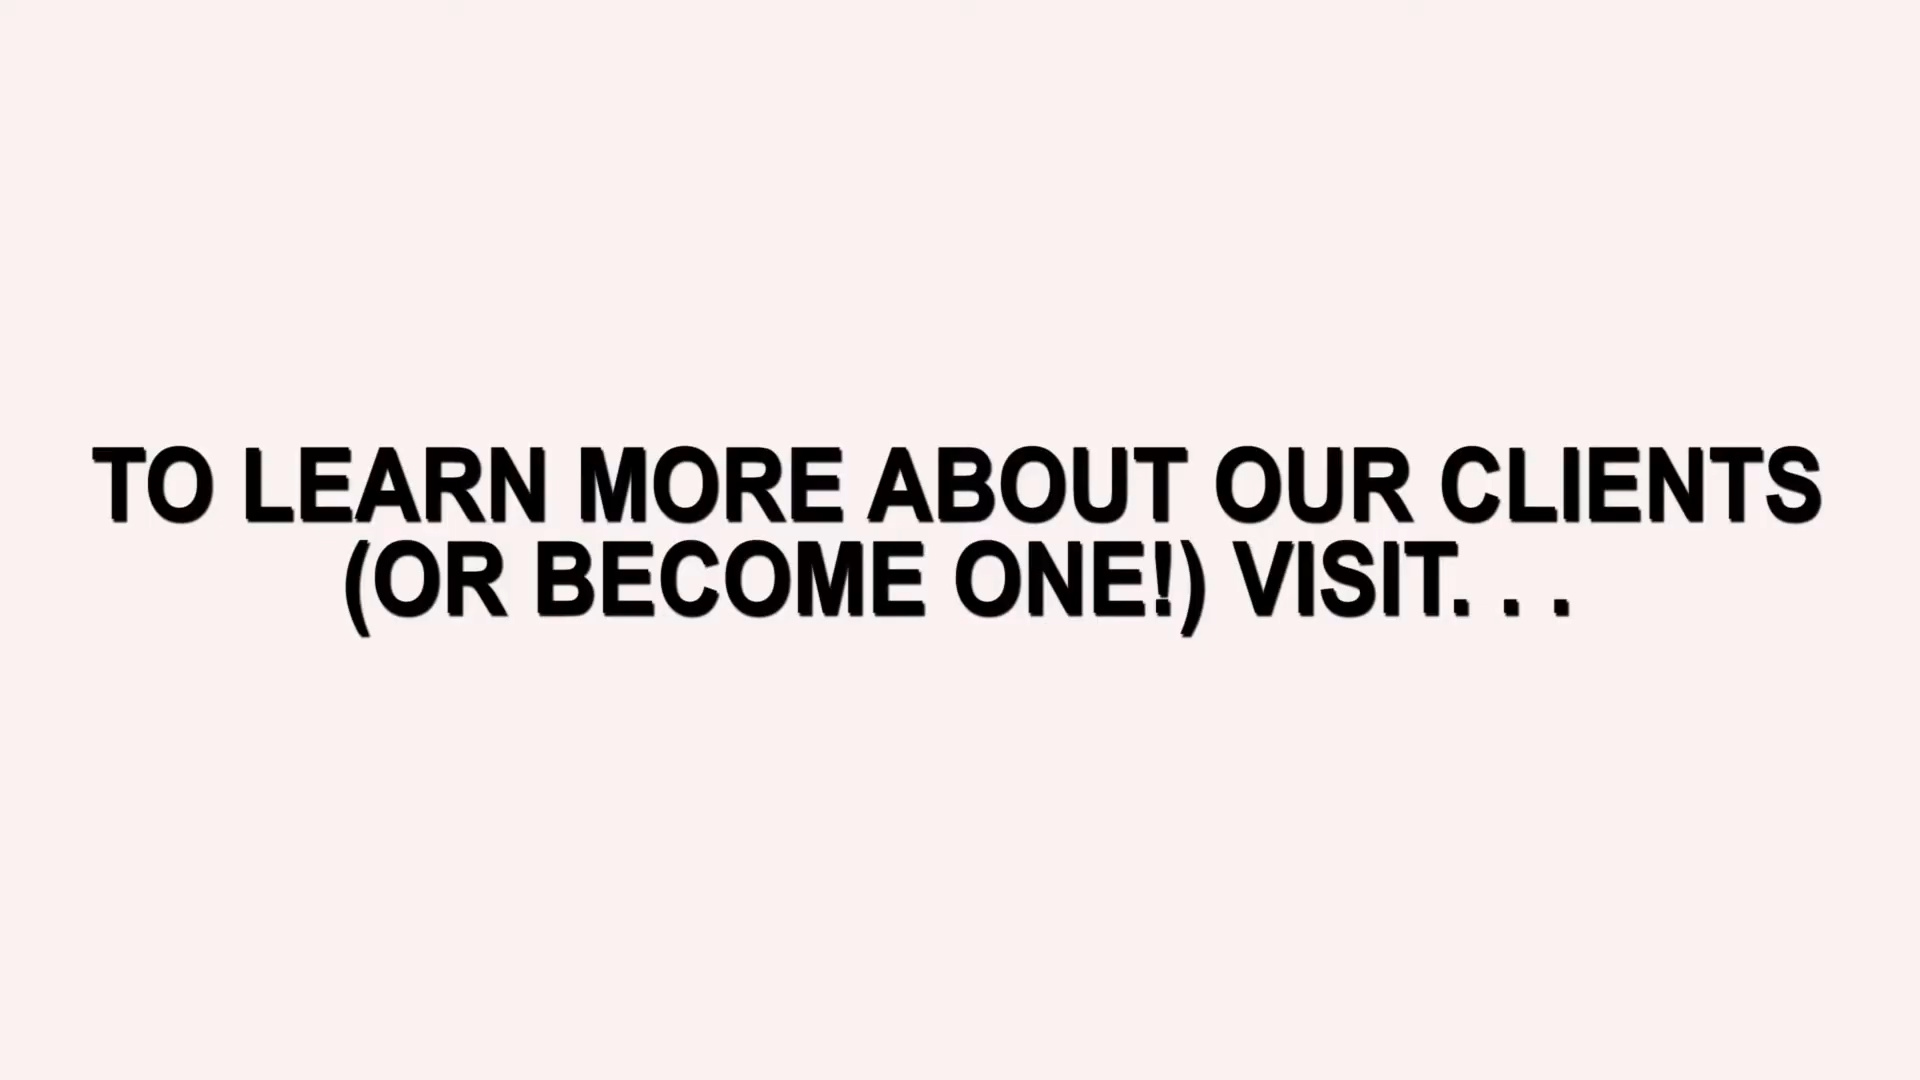 TO LEARN MORE ABOUT OUR CLIENTS
(OR BECOME ONE!) VISIT. . .